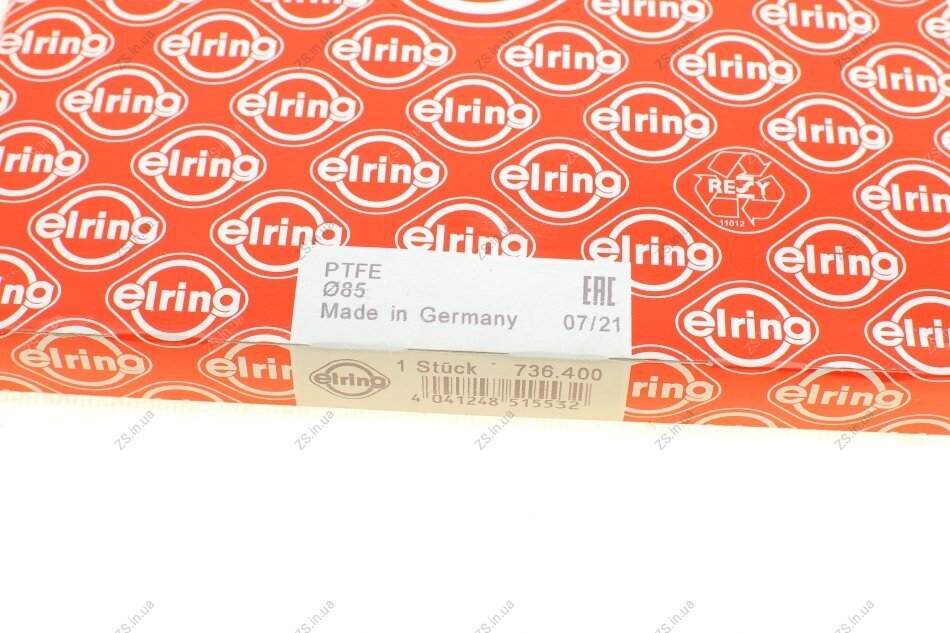 elring
RESY
11012
PTFE
Ø85
Made in Germany
EAC
07/21
elring
1 Stück
736.400
4 041248 515532
ZS.in.ua